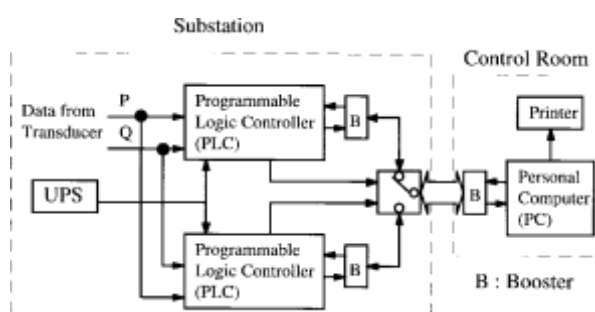 Substation
Control Room
Data from
Transducer
P
Q
Programmable
Logic Controller
(PLC)
B
UPS
Programmable
Logic Controller
(PLC)
B
B
Printer
Personal
Computer
(PC)
B : Booster